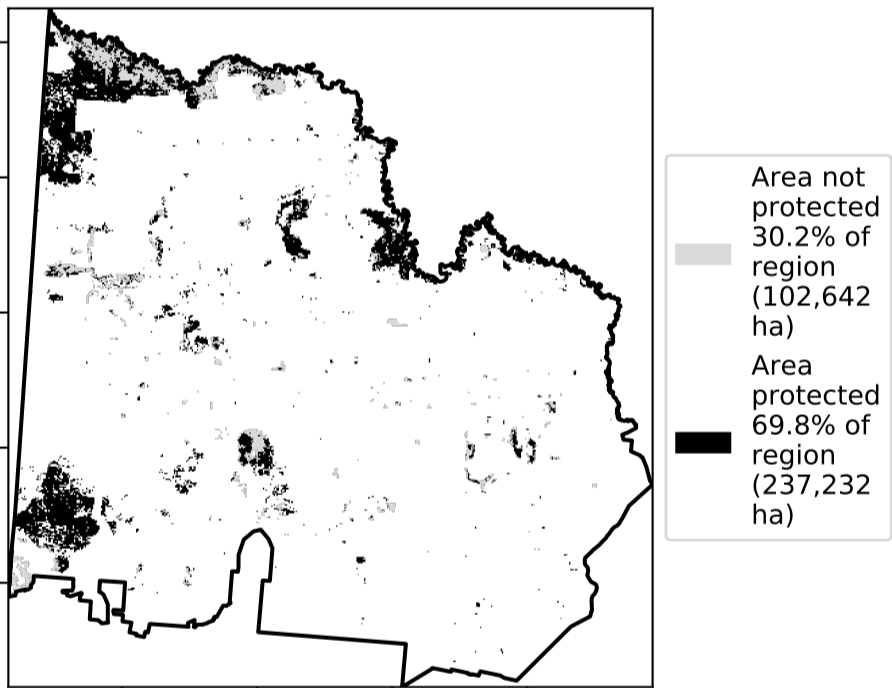 Area not
protected
30.2% of
region
(102,642
ha)
Area
protected
69.8% of
region
(237,232
ha)